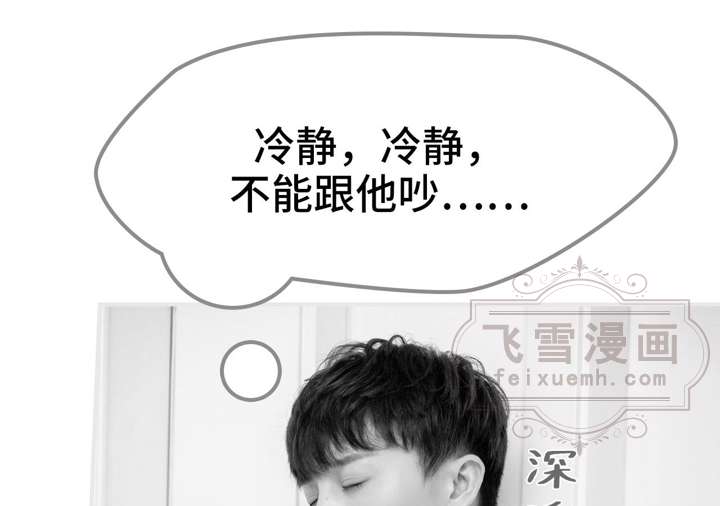 冷静，冷静，
不能跟他吵……
飞雪漫画
feixuemh.com
深